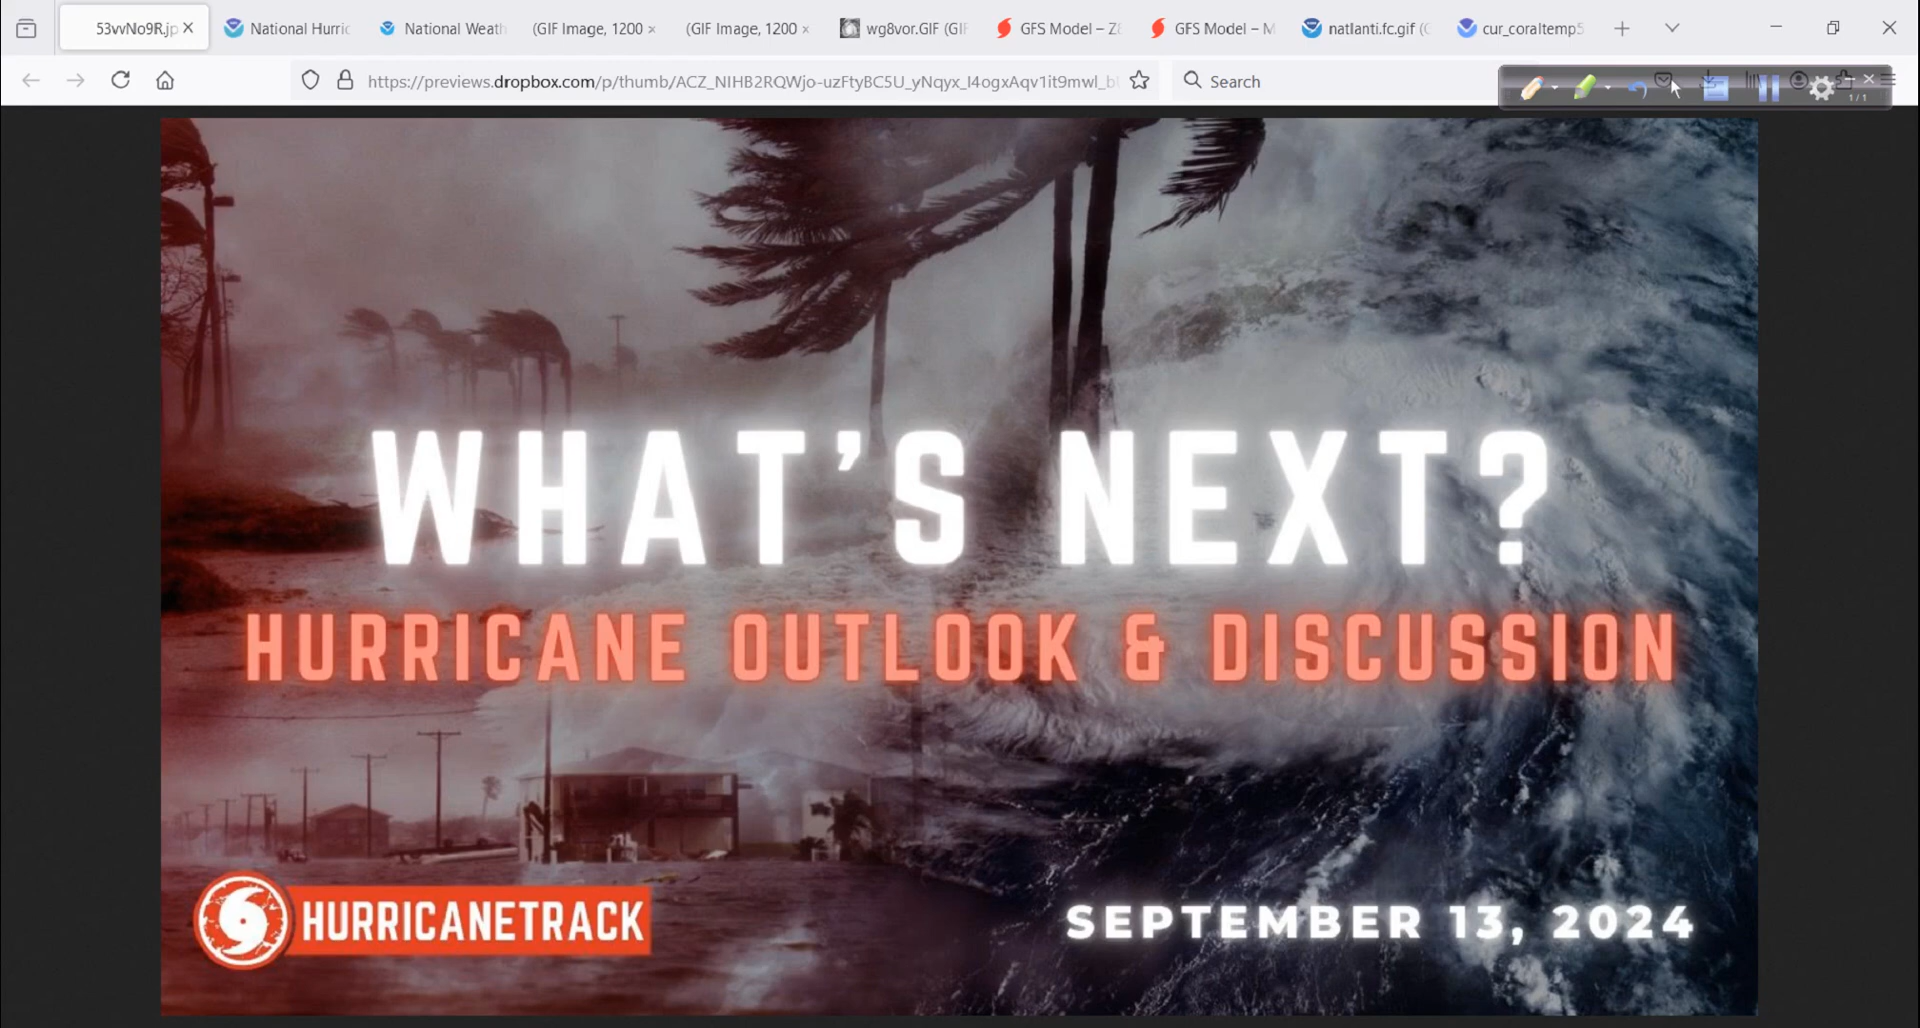 53vvNo9R.jp
National Hurric
National Weath
(GIF Image, 1200
(GIF Image, 1200
wg8vor.GIF (GIF
GFS Model – Z
GFS Model – M
natlanti.fc.gif (
cur_coraltemp5
https://previews.dropbox.com/p/thumb/ACZ_NIHB2RQWjo-uzFtyBC5U_yNqyx_I4ogxAqv1it9mwl_b
Search
1/1
WHAT'S NEXT?
HURRICANE OUTLOOK & DISCUSSION
HURRICANETRACK
SEPTEMBER 13, 2024